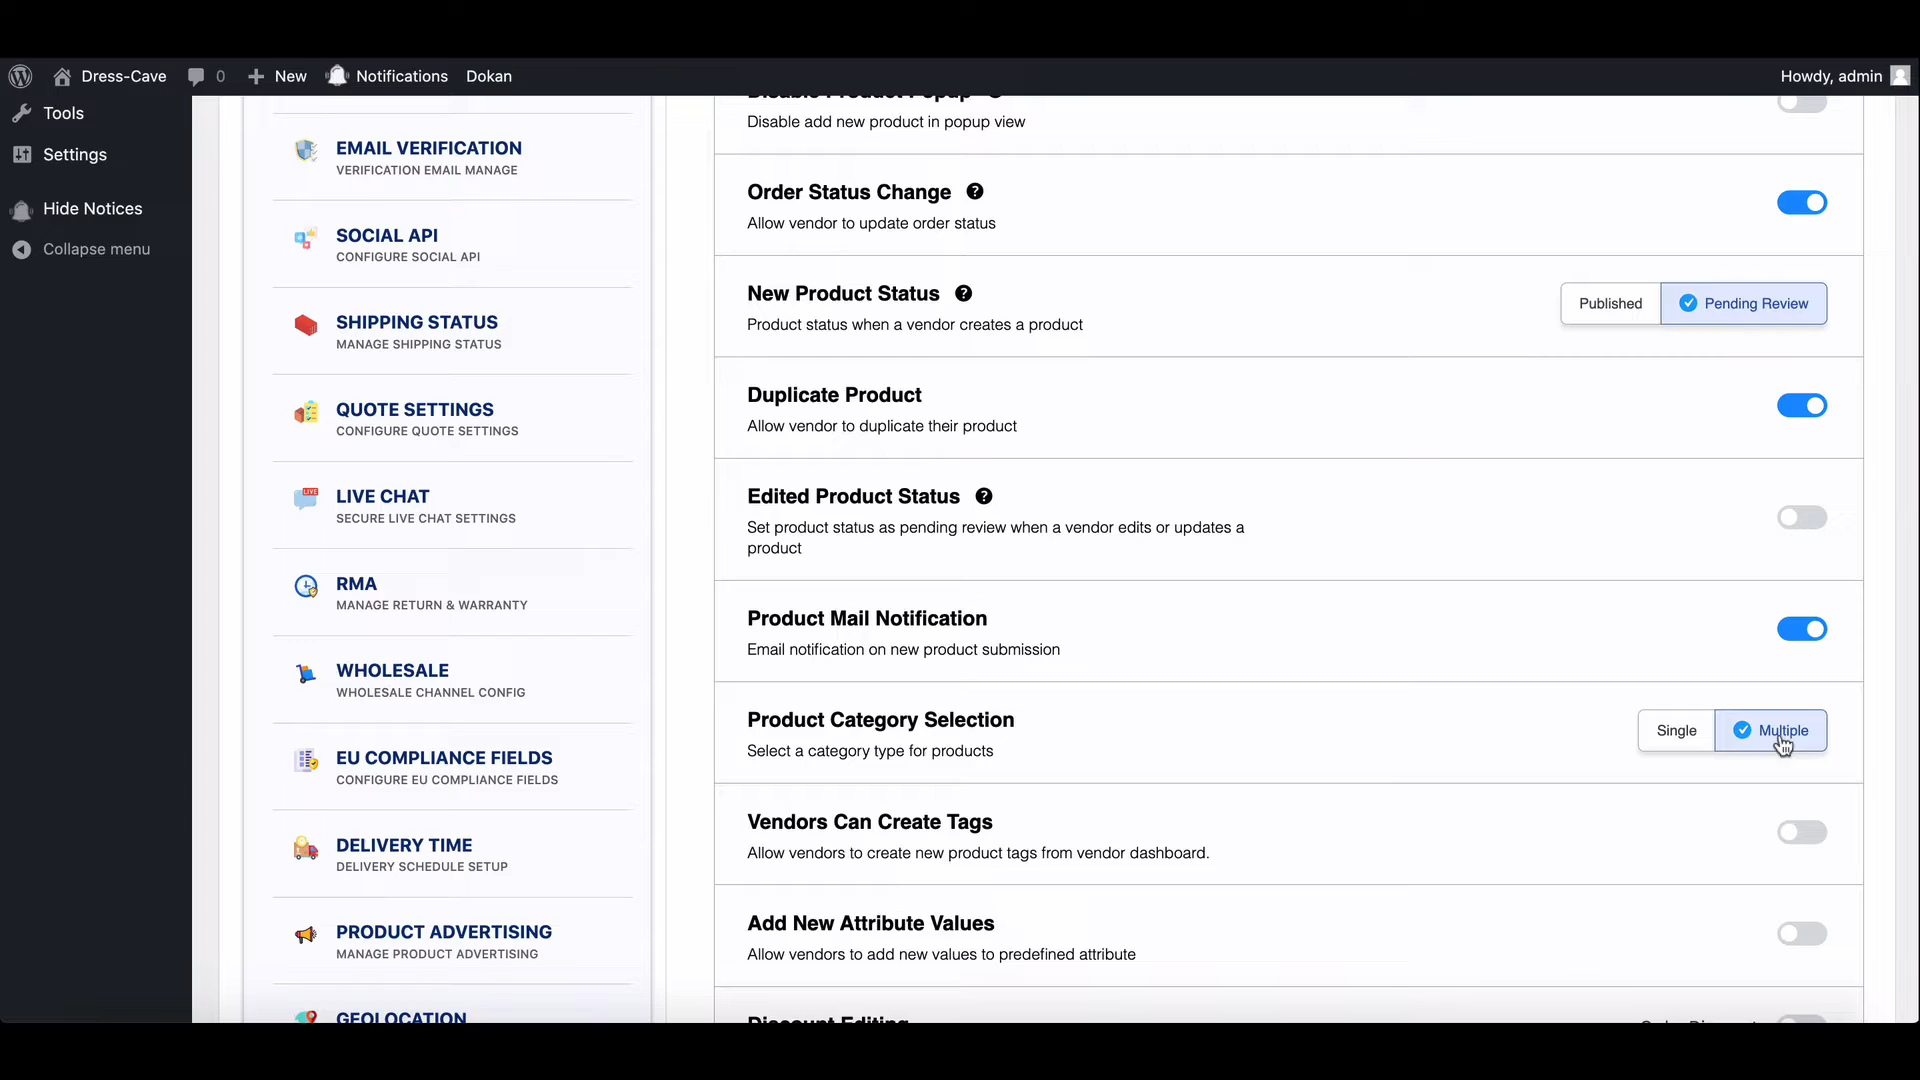 Dress-Cave
0
New
Notifications
Dokan
Howdy, admin
Tools
Settings
Hide Notices
Collapse menu
EMAIL VERIFICATION
VERIFICATION EMAIL MANAGE
SOCIAL API
CONFIGURE SOCIAL API
SHIPPING STATUS
MANAGE SHIPPING STATUS
QUOTE SETTINGS
CONFIGURE QUOTE SETTINGS
LIVE CHAT
SECURE LIVE CHAT SETTINGS
RMA
MANAGE RETURN & WARRANTY
WHOLESALE
WHOLESALE CHANNEL CONFIG
EU COMPLIANCE FIELDS
CONFIGURE EU COMPLIANCE FIELDS
DELIVERY TIME
DELIVERY SCHEDULE SETUP
PRODUCT ADVERTISING
MANAGE PRODUCT ADVERTISING
GEOLOCATION
Disable Product Popup
Disable add new product in popup view
Order Status Change
Allow vendor to update order status
New Product Status
Product status when a vendor creates a product
Published
Pending Review
Duplicate Product
Allow vendor to duplicate their product
Edited Product Status
Set product status as pending review when a vendor edits or updates a
product
Product Mail Notification
Email notification on new product submission
Product Category Selection
Select a category type for products
Single
Multiple
Vendors Can Create Tags
Allow vendors to create new product tags from vendor dashboard.
Add New Attribute Values
Allow vendors to add new values to predefined attribute
Discount Editing